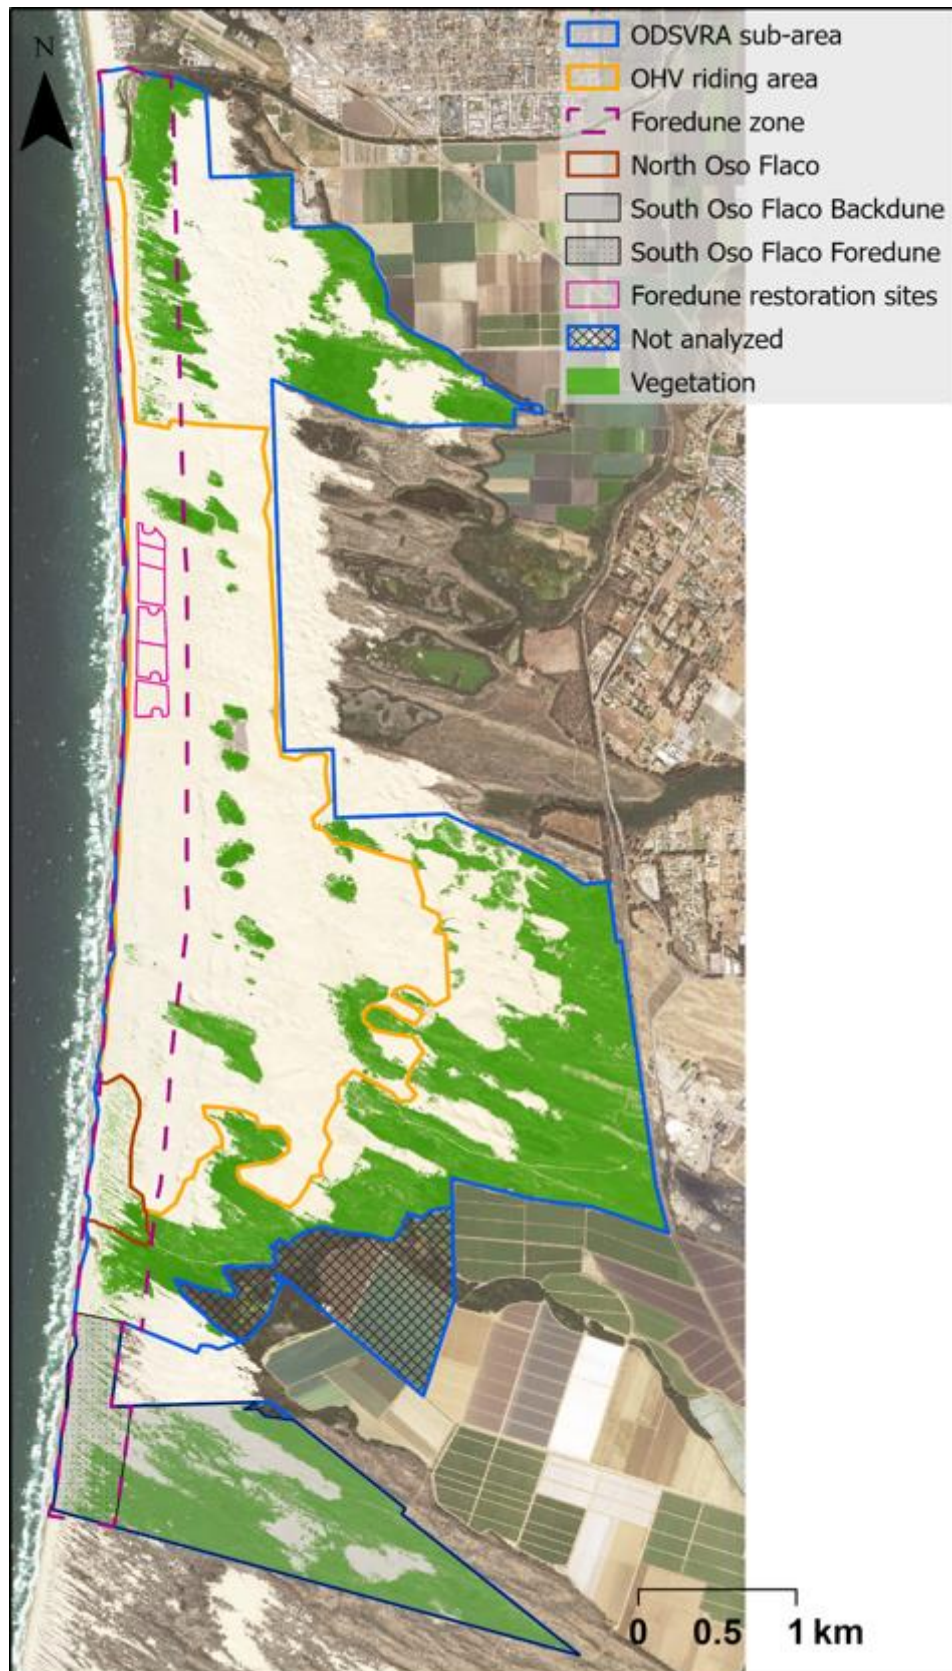 N
ODSVRA sub-area
OHV riding area
Foredune zone
North Oso Flaco
South Oso Flaco Backdune
South Oso Flaco Foredune
Foredune restoration sites
Not analyzed
Vegetation
0 0.5 1 km